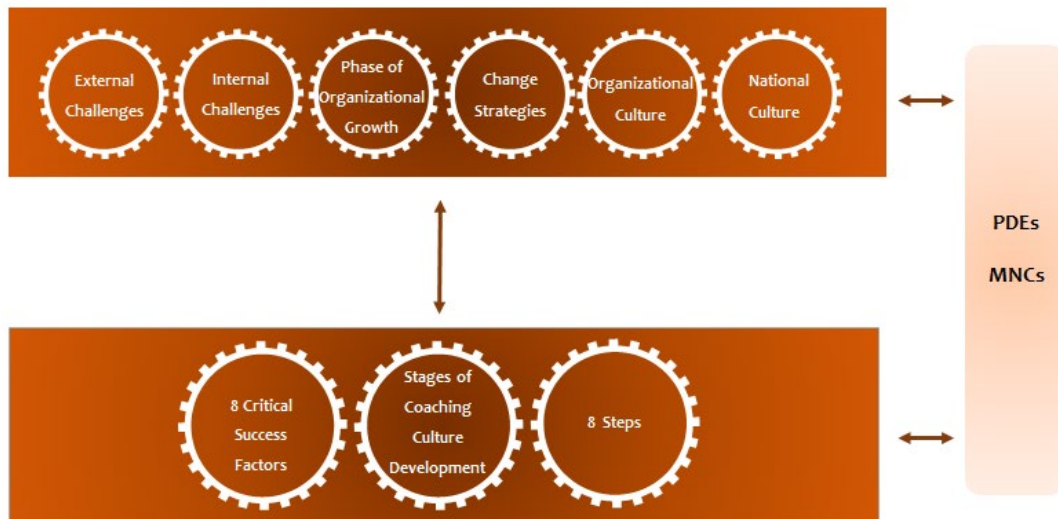 External
Challenges
Internal
Challenges
Phase of
Organizational
Growth
Change
Strategies
Organizational
Culture
National
Culture
PDEs
MNCs
8 Critical
Success
Factors
Stages of
Coaching
Culture
Development
8 Steps